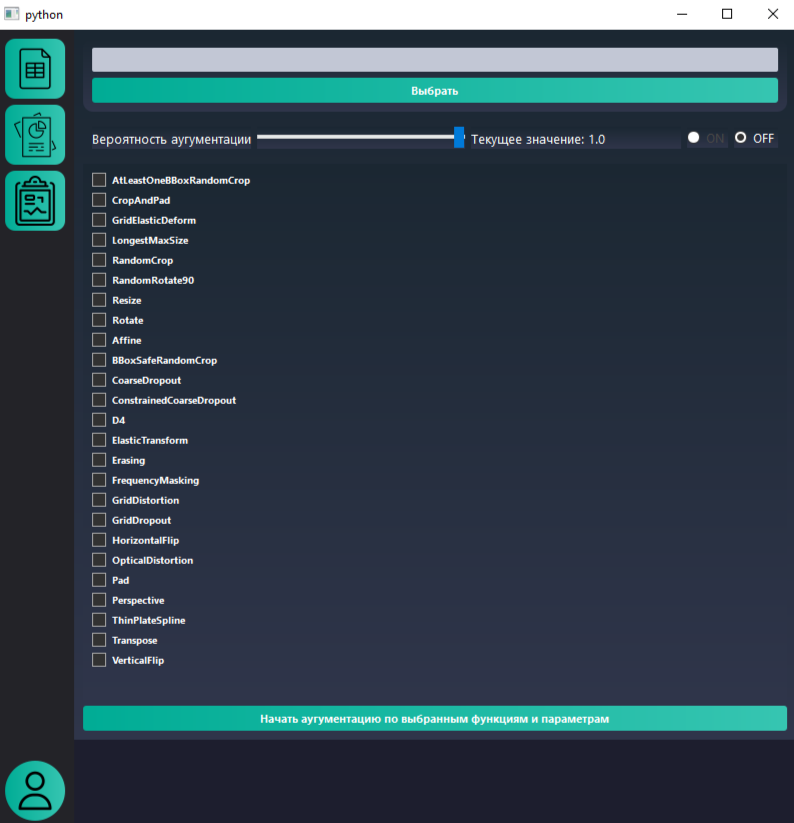 python
Выбрать
Вероятность аугументации Текущее значение: 1.0 ON OFF
AtLeastOneBBoxRandomCrop
CropAndPad
GridElasticDeform
LongestMaxSize
RandomCrop
RandomRotate90
Resize
Rotate
Affine
BBoxSafeRandomCrop
CoarseDropout
ConstrainedCoarseDropout
D4
ElasticTransform
Erasing
FrequencyMasking
GridDistortion
GridDropout
HorizontalFlip
OpticalDistortion
Pad
Perspective
ThinPlateSpline
Transpose
VerticalFlip
Начать аугументацию по выбранным функциям и параметрам